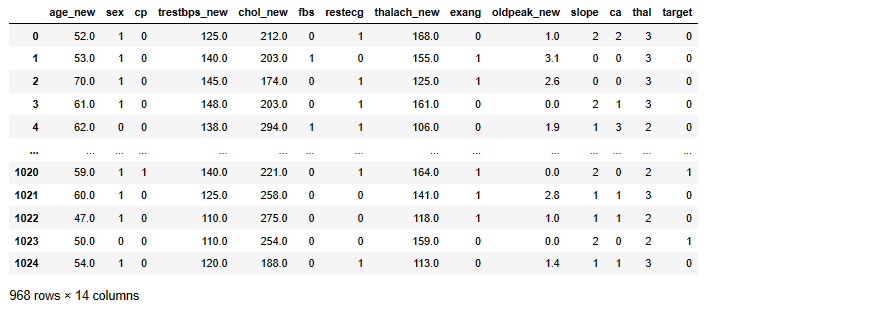 age_new sex cp trestbps_new chol_new fbs restecg thalach_new exang oldpeak_new slope ca thal target
0 52.0 1 0 125.0 212.0 0 1 168.0 0 1.0 2 2 3 0
1 53.0 1 0 140.0 203.0 1 0 155.0 1 3.1 0 0 3 0
2 70.0 1 0 145.0 174.0 0 1 125.0 1 2.6 0 0 3 0
3 61.0 1 0 148.0 203.0 0 1 161.0 0 0.0 2 1 3 0
4 62.0 0 0 138.0 294.0 1 1 106.0 0 1.9 1 3 2 0
... ... ... ... ... ... ... ... ... ... ... ... ... ... ...
1020 59.0 1 1 140.0 221.0 0 1 164.0 1 0.0 2 0 2 1
1021 60.0 1 0 125.0 258.0 0 0 141.0 1 2.8 1 1 3 0
1022 47.0 1 0 110.0 275.0 0 0 118.0 1 1.0 1 1 2 0
1023 50.0 0 0 110.0 254.0 0 0 159.0 0 0.0 2 0 2 1
1024 54.0 1 0 120.0 188.0 0 1 113.0 0 1.4 1 1 3 0
968 rows × 14 columns